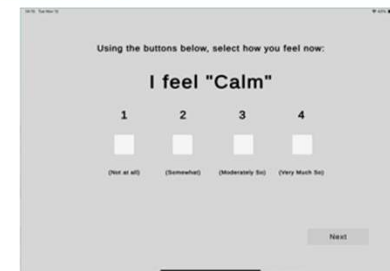 Using the buttons below, select how you feel now:
I feel "Calm"
1 2 3 4
(Not at all) (Somewhat) (Moderately So) (Very Much So)
Next